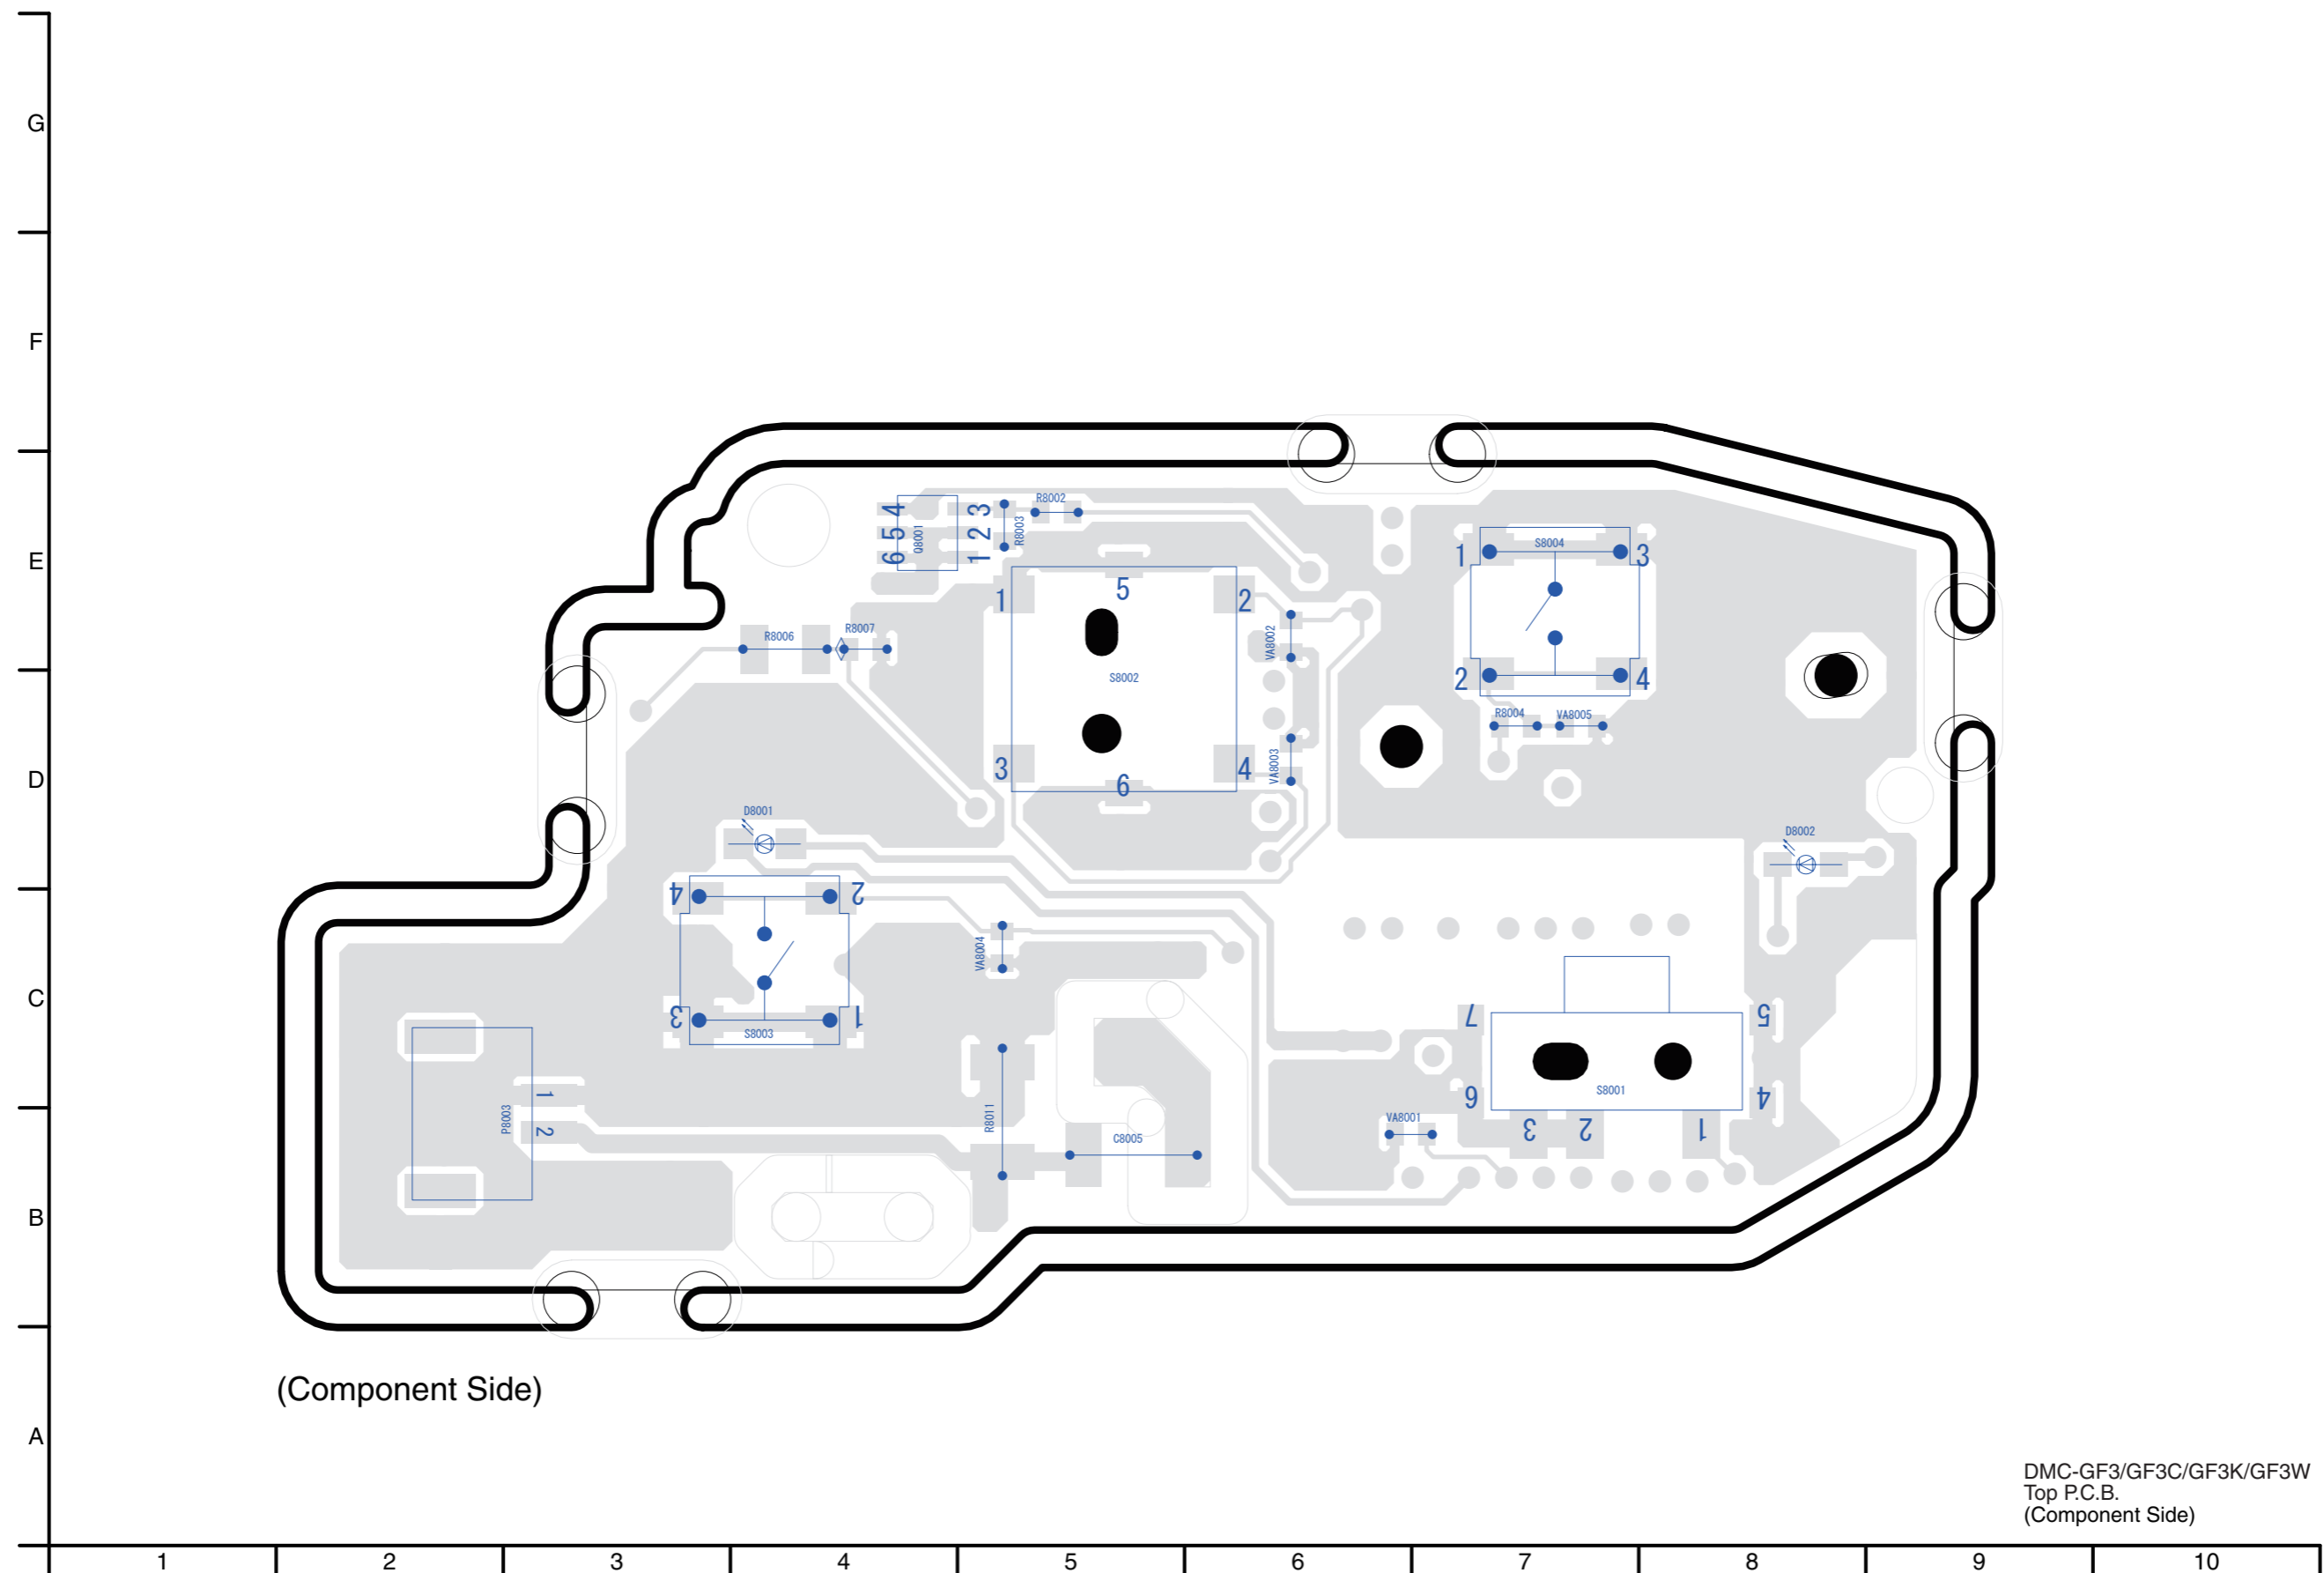 G
F
E
D
C
B
A
4 3 R8002
5 Q8001 2 R8003
6 1
S8004
1 3
2 4
1 5 2
R8006 R8007
VA8002
S8002
R8004 VA8005
3 6 4
VA8003
D8001
D8002
4 2
VA8004
3 1
S8003
7 5
S8001
6 4
P8003 1
2
R8011
C8005
VA8001
3 2 1
(Component Side)
DMC-GF3/GF3C/GF3K/GF3W
Top P.C.B.
(Component Side)
1 2 3 4 5 6 7 8 9 10